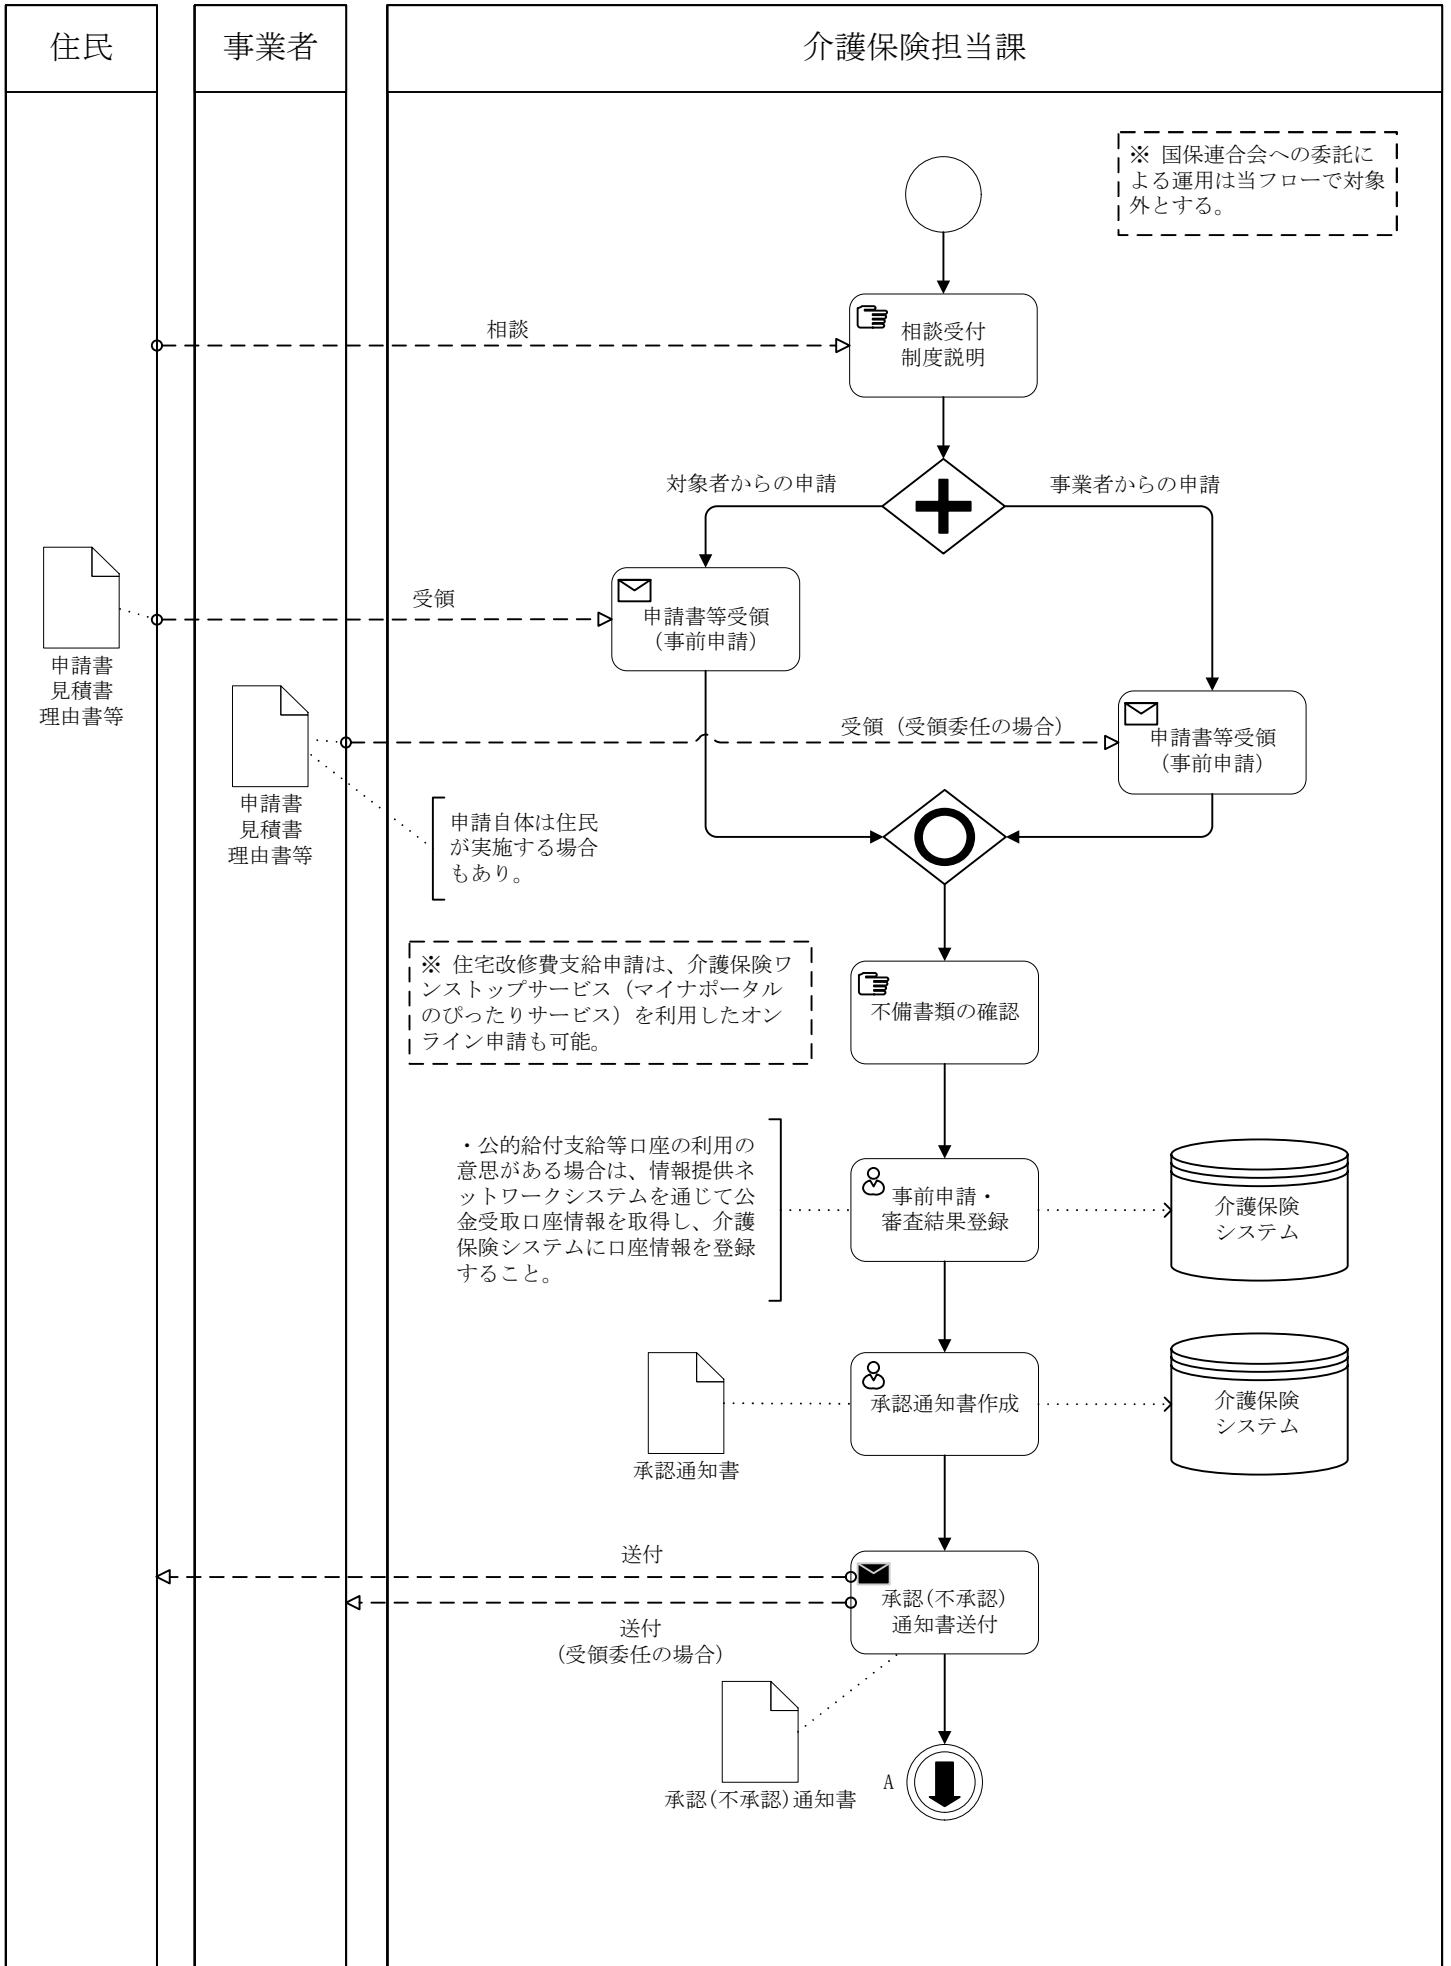 住民
事業者
介護保険担当課
※ 国保連合会への委託に
よる運用は当フローで対象
外とする。
相談
相談受付
制度説明
対象者からの申請
事業者からの申請
受領
申請書等受領
(事前申請)
申請書
見積書
理由書等
受領（受領委任の場合）
申請書等受領
(事前申請)
申請書
見積書
理由書等
申請自体は住民
が実施する場合
もあり。
※ 住宅改修費支給申請は、介護保険ワ
ンストップサービス（マイナポータル
のぴったりサービス）を利用したオン
ライン申請も可能。
不備書類の確認
・公的給付支給等口座の利用の
意思がある場合は、情報提供ネ
ットワークシステムを通じて公
金受取口座情報を取得し、介護
保険システムに口座情報を登録
すること。
事前申請・
審査結果登録
介護保険
システム
承認通知書作成
介護保険
システム
承認通知書
送付
承認(不承認)
通知書送付
送付
(受領委任の場合)
承認(不承認)通知書
A